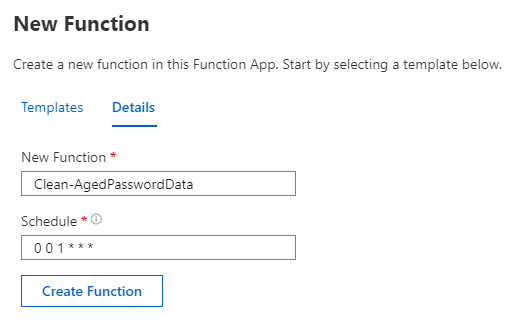 New Function
Create a new function in this Function App. Start by selecting a template below.
Templates Details
New Function *
Clean-AgedPasswordData
Schedule *
0 0 1 * * *
Create Function